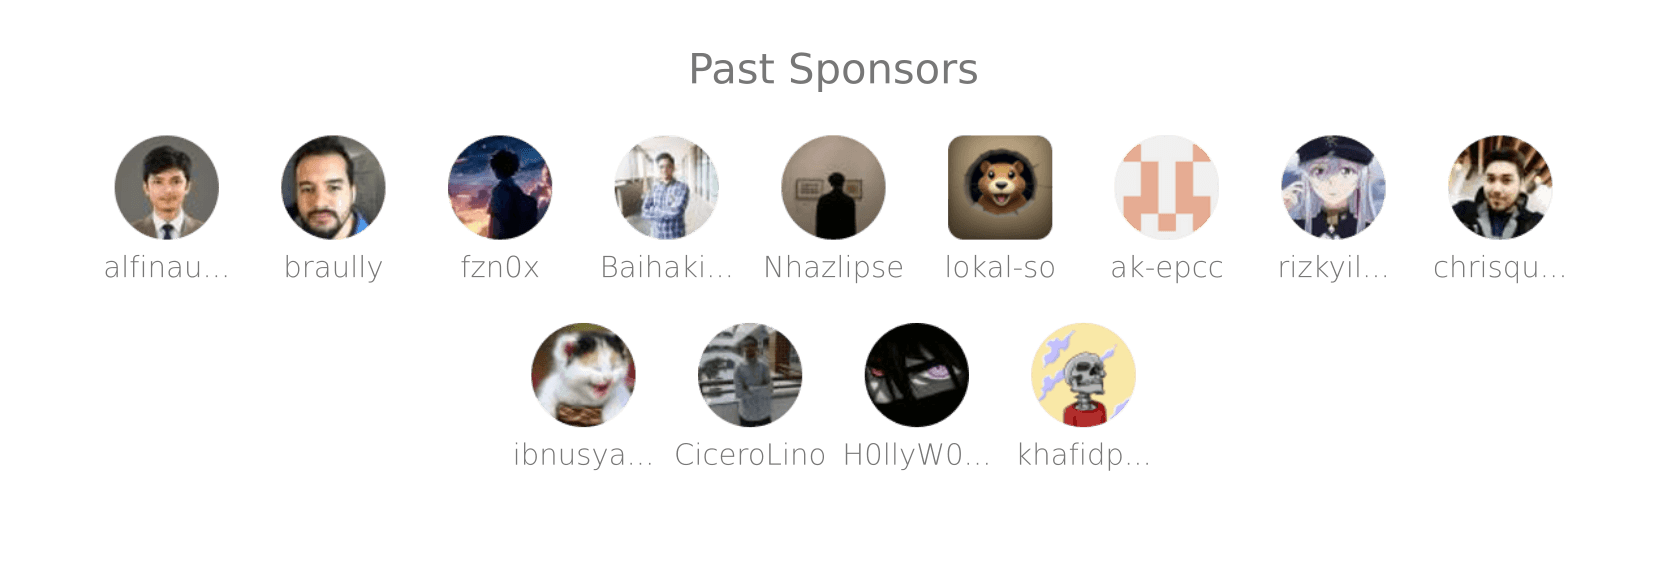 Past Sponsors
alfinau... braully fzn0x Baihaki... Nhazlipse lokal-so ak-epcc rizkyil... chrisqu...
ibnusya... CiceroLino H0llyW0... khafidp...